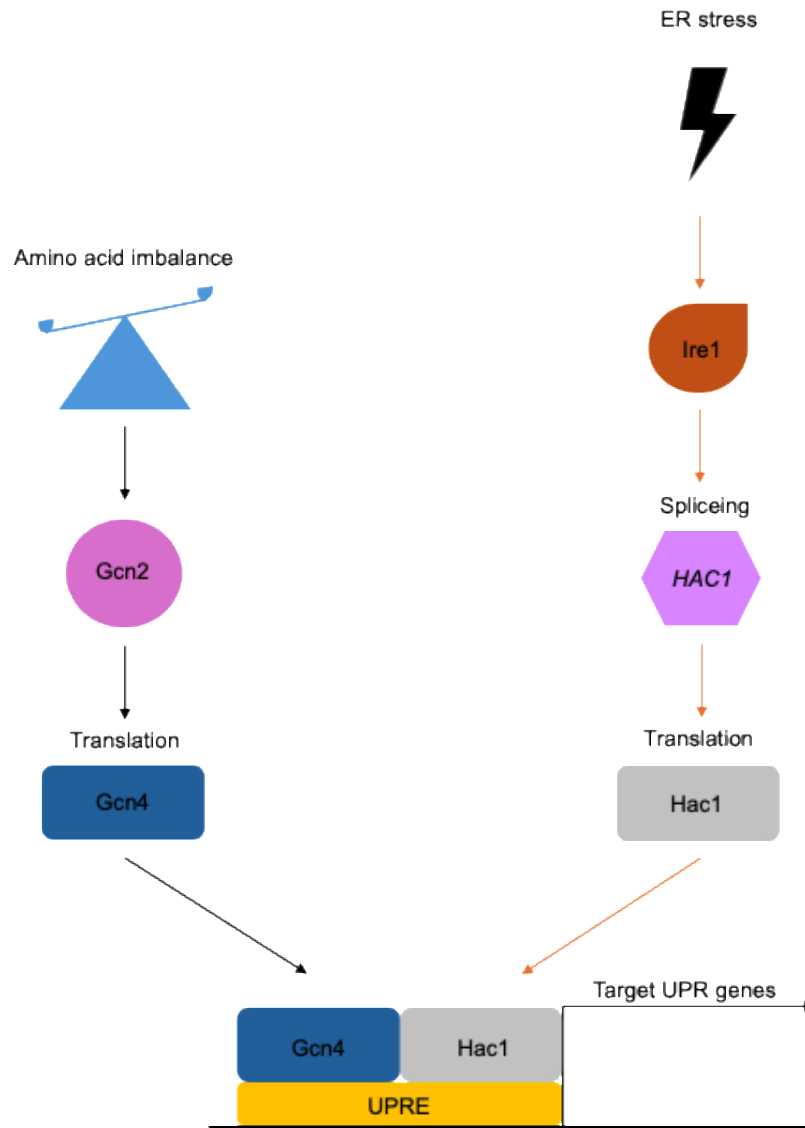 ER stress
Amino acid imbalance
Ire1
Spliceing
Gcn2
HAC1
Translation
Translation
Gcn4
Hac1
Target UPR genes
Gcn4
Hac1
UPRE